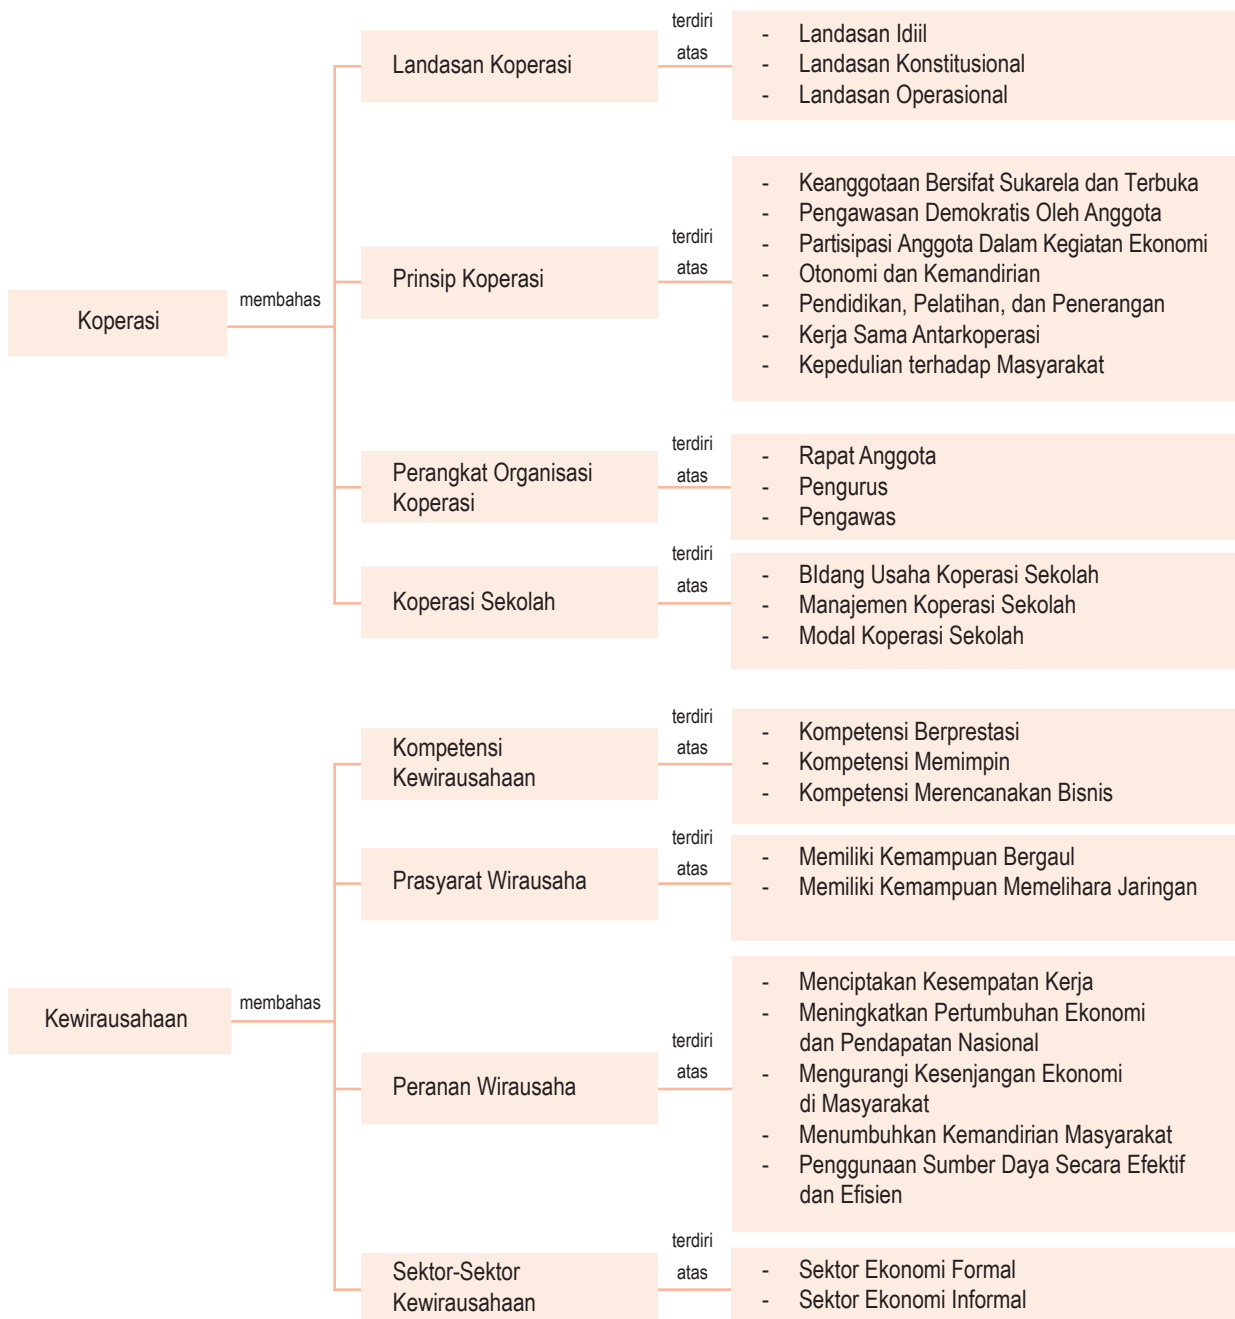 Koperasi
membahas
Landasan Koperasi
terdiri
atas
- Landasan Idiil
- Landasan Konstitusional
- Landasan Operasional
Prinsip Koperasi
terdiri
atas
- Keanggotaan Bersifat Sukarela dan Terbuka
- Pengawasan Demokratis Oleh Anggota
- Partisipasi Anggota Dalam Kegiatan Ekonomi
- Otonomi dan Kemandirian
- Pendidikan, Pelatihan, dan Penerangan
- Kerja Sama Antarkoperasi
- Kepedulian terhadap Masyarakat
Perangkat Organisasi
Koperasi
terdiri
atas
- Rapat Anggota
- Pengurus
- Pengawas
Koperasi Sekolah
terdiri
atas
- BIdang Usaha Koperasi Sekolah
- Manajemen Koperasi Sekolah
- Modal Koperasi Sekolah
Kewirausahaan
membahas
Kompetensi
Kewirausahaan
terdiri
atas
- Kompetensi Berprestasi
- Kompetensi Memimpin
- Kompetensi Merencanakan Bisnis
Prasyarat Wirausaha
terdiri
atas
- Memiliki Kemampuan Bergaul
- Memiliki Kemampuan Memelihara Jaringan
Peranan Wirausaha
terdiri
atas
- Menciptakan Kesempatan Kerja
- Meningkatkan Pertumbuhan Ekonomi
dan Pendapatan Nasional
- Mengurangi Kesenjangan Ekonomi
di Masyarakat
- Menumbuhkan Kemandirian Masyarakat
- Penggunaan Sumber Daya Secara Efektif
dan Efisien
Sektor-Sektor
Kewirausahaan
terdiri
atas
- Sektor Ekonomi Formal
- Sektor Ekonomi Informal